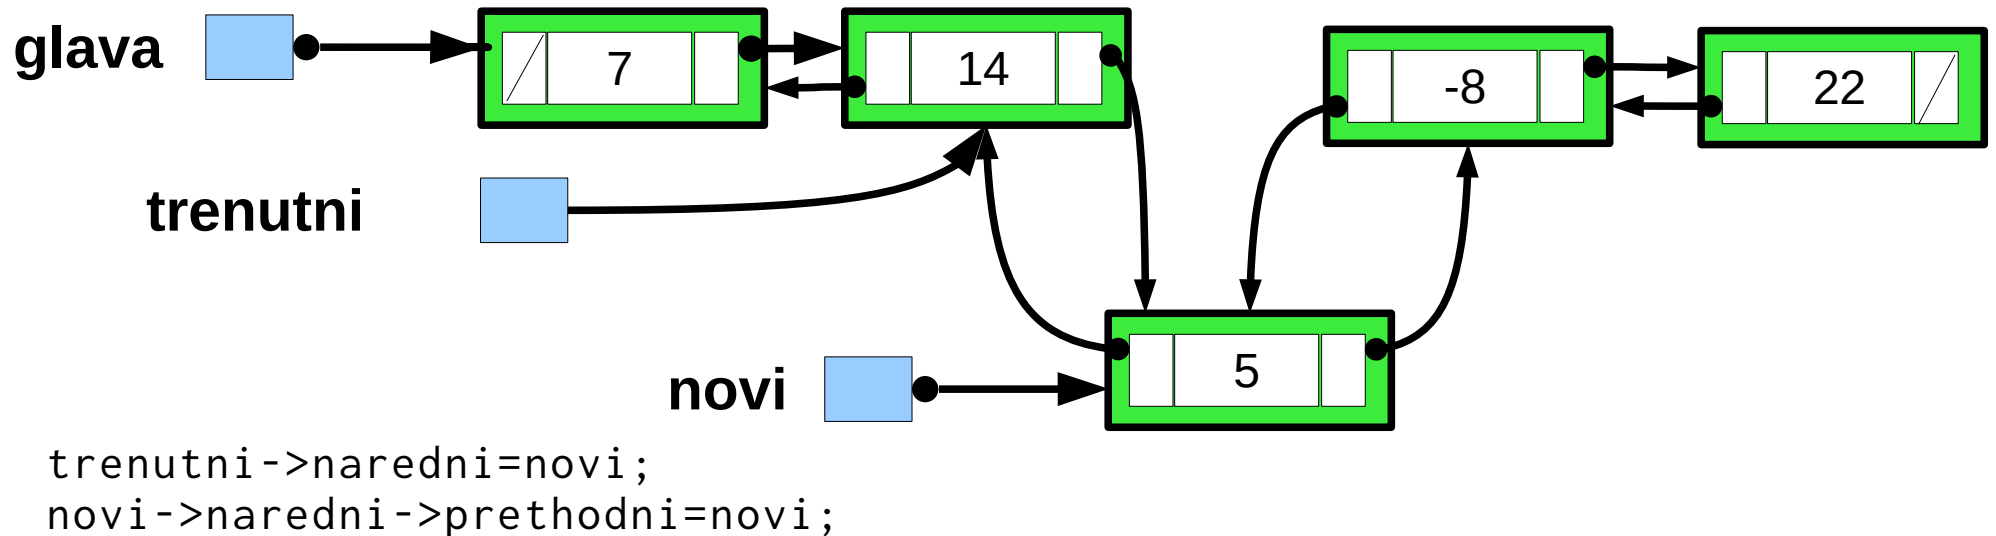 glava 7 14 -8 22
trenutni
novi 5
trenutni->naredni=novi;
novi->naredni->prethodni=novi;